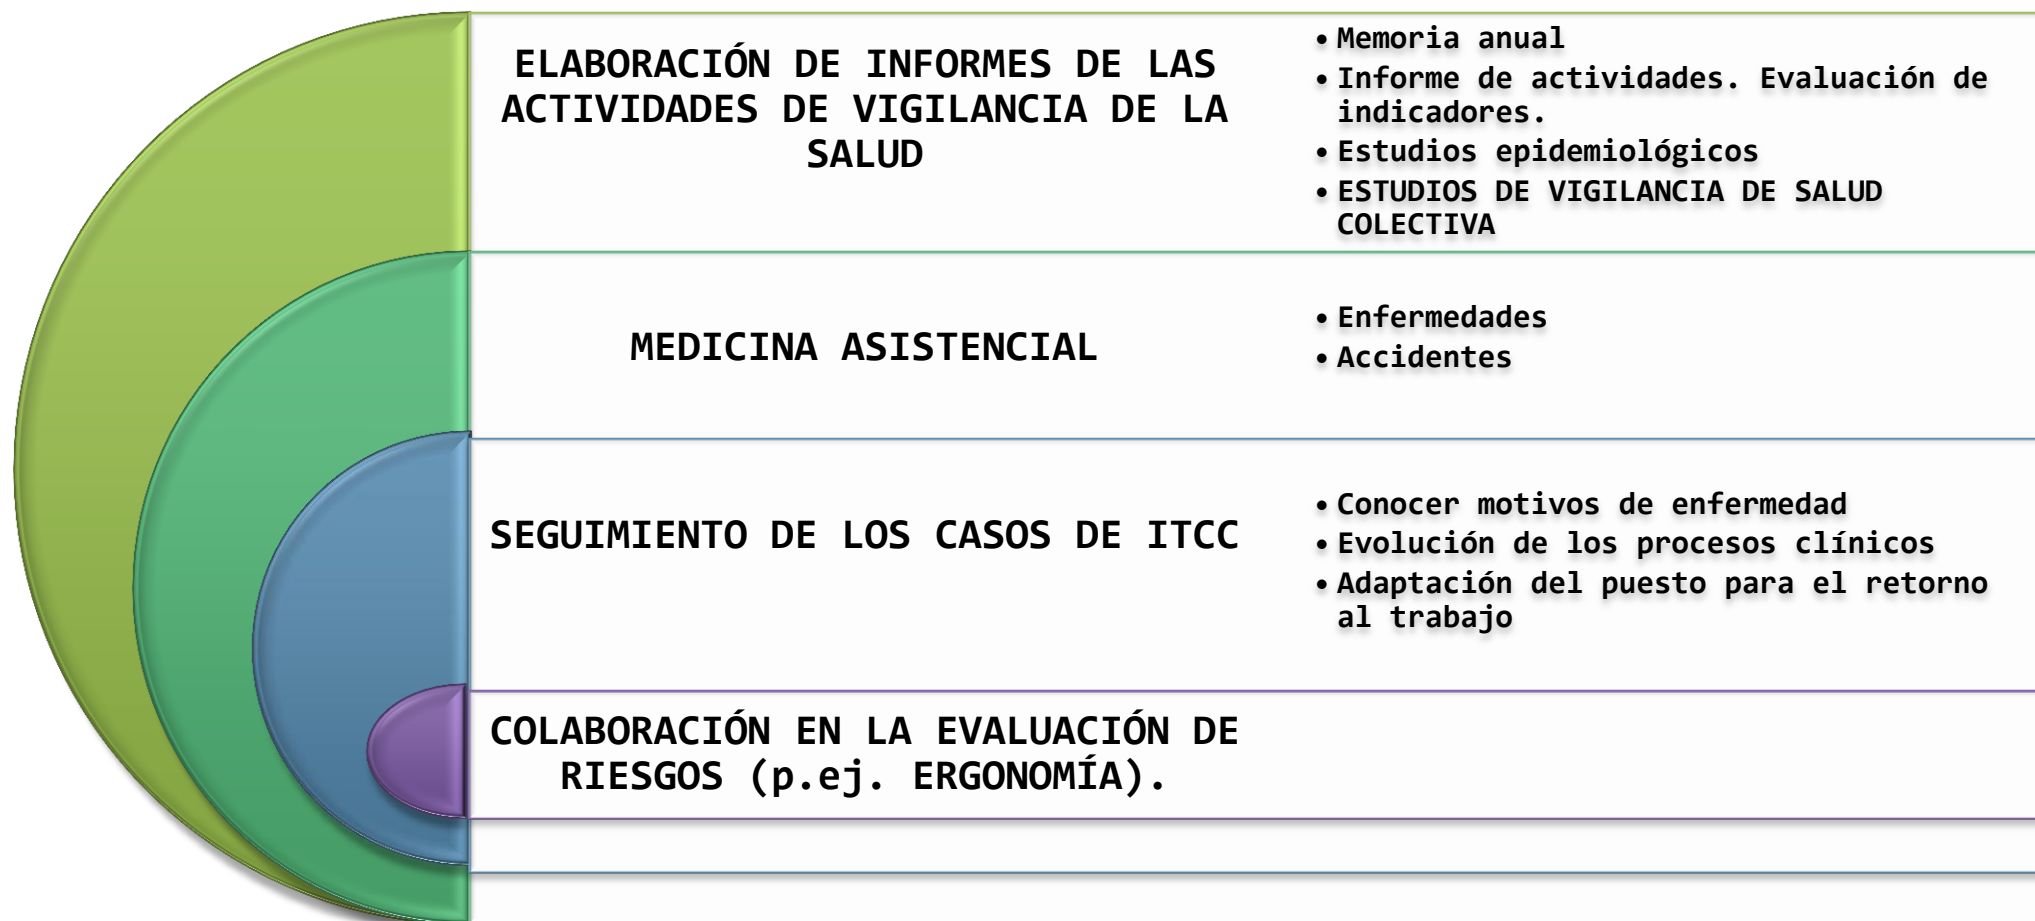 ELABORACIÓN DE INFORMES DE LAS
ACTIVIDADES DE VIGILANCIA DE LA
SALUD
• Memoria anual
• Informe de actividades. Evaluación de
indicadores.
• Estudios epidemiológicos
• ESTUDIOS DE VIGILANCIA DE SALUD
COLECTIVA
MEDICINA ASISTENCIAL
• Enfermedades
• Accidentes
SEGUIMIENTO DE LOS CASOS DE ITCC
• Conocer motivos de enfermedad
• Evolución de los procesos clínicos
• Adaptación del puesto para el retorno
al trabajo
COLABORACIÓN EN LA EVALUACIÓN DE
RIESGOS (p.ej. ERGONOMÍA).